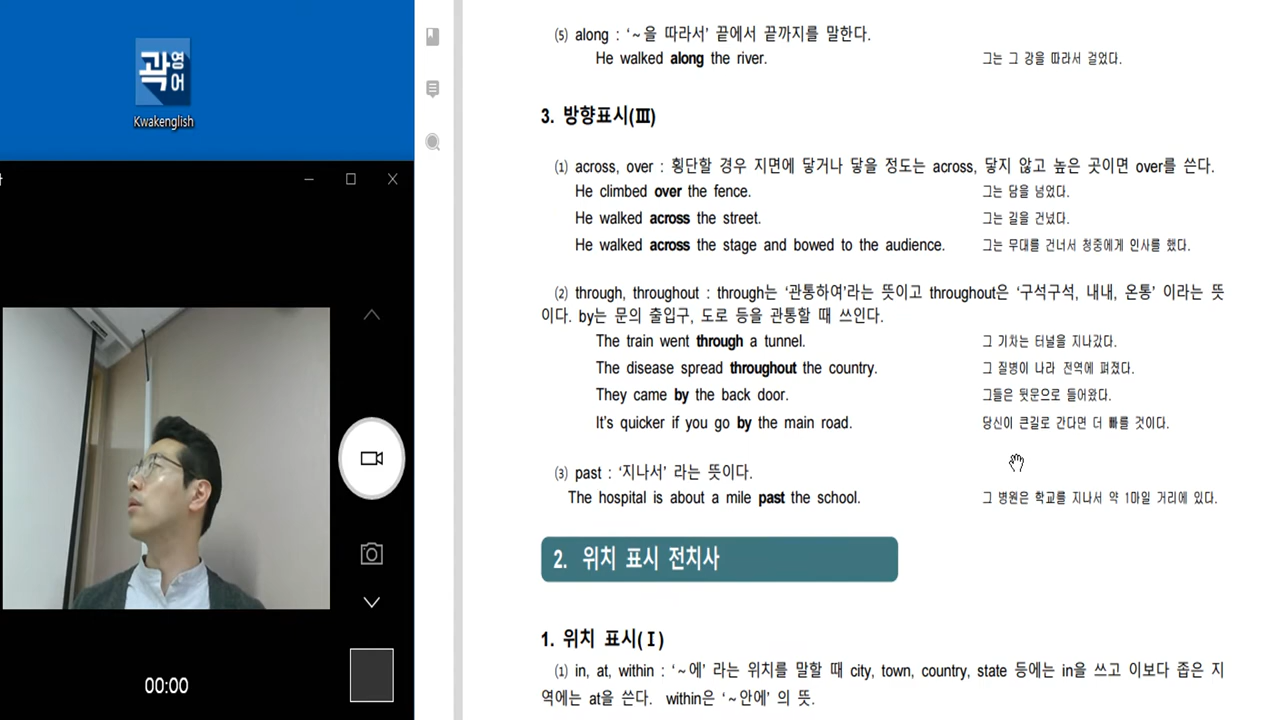 곽영어
Kwakenglish
00:00
(5) along : ‘~을 따라서’ 끝에서 끝까지를 말한다.
He walked along the river. 그는 그 강을 따라서 걸었다.
3. 방향표시(Ⅲ)
(1) across, over : 횡단할 경우 지면에 닿거나 닿을 정도는 across, 닿지 않고 높은 곳이면 over를 쓴다.
He climbed over the fence. 그는 담을 넘었다.
He walked across the street. 그는 길을 건넜다.
He walked across the stage and bowed to the audience. 그는 무대를 건너서 청중에게 인사를 했다.
(2) through, throughout : through는 ‘관통하여’라는 뜻이고 throughout은 ‘구석구석, 내내, 온통’ 이라는 뜻
이다. by는 문의 출입구, 도로 등을 관통할 때 쓰인다.
The train went through a tunnel. 그 기차는 터널을 지나갔다.
The disease spread throughout the country. 그 질병이 나라 전역에 퍼졌다.
They came by the back door. 그들은 뒷문으로 들어왔다.
It’s quicker if you go by the main road. 당신이 큰길로 간다면 더 빠를 것이다.
(3) past : ‘지나서’ 라는 뜻이다.
The hospital is about a mile past the school. 그 병원은 학교를 지나서 약 1마일 거리에 있다.
2. 위치 표시 전치사
1. 위치 표시(Ⅰ)
(1) in, at, within : ‘~에’ 라는 위치를 말할 때 city, town, country, state 등에는 in을 쓰고 이보다 좁은 지
역에는 at을 쓴다. within은 ‘~안에’ 의 뜻.